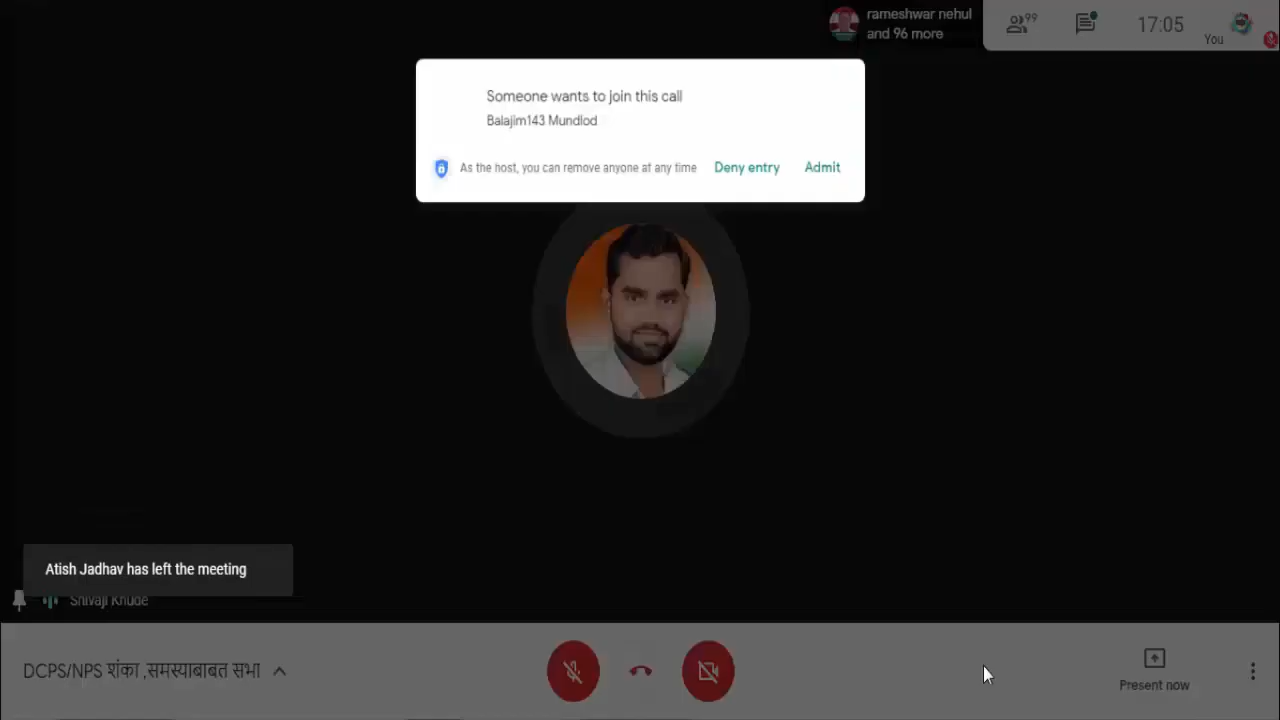 rameshwar nehul
and 96 more
99
17:05
You
Someone wants to join this call
Balajim143 Mundlod
As the host, you can remove anyone at any time
Deny entry
Admit
Atish Jadhav has left the meeting
Shivaji Khude
DCPS/NPS शंका ,समस्याबाबत सभा
Present now